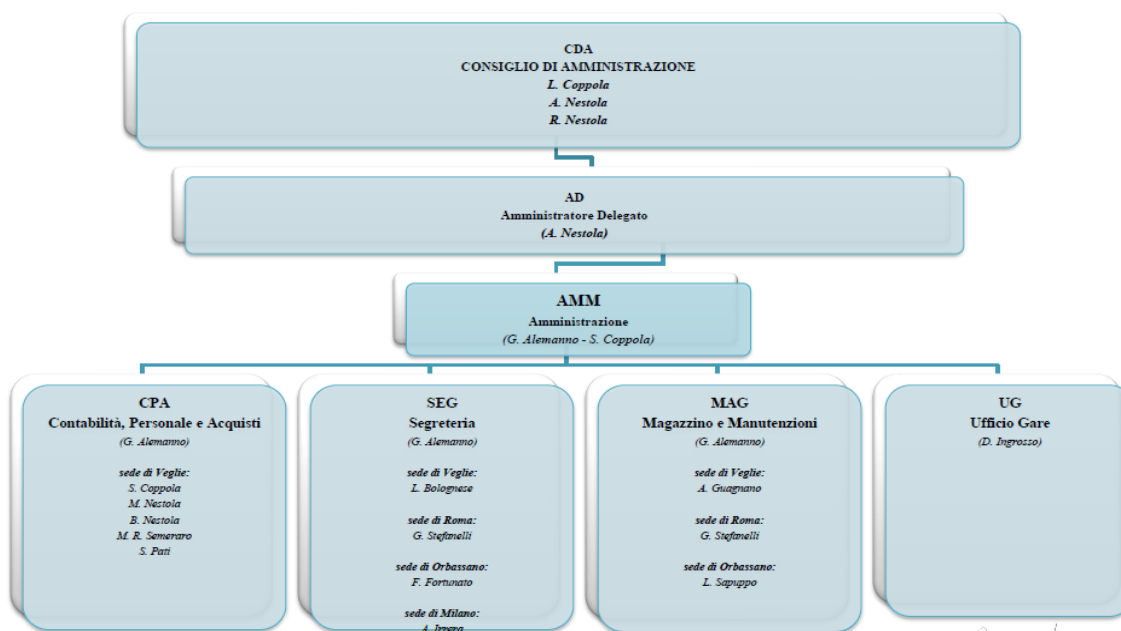 CDA
CONSIGLIO DI AMMINISTRAZIONE
L. Coppola
A. Nestola
R. Nestola
AD
Amministratore Delegato
(A. Nestola)
AMM
Amministrazione
(G. Alemanno - S. Coppola)
CPA
Contabilità, Personale e Acquisti
(G. Alemanno)
sede di Veglie:
S. Coppola
M. Nestola
B. Nestola
M. R. Semeraro
S. Pati
SEG
Segreteria
(G. Alemanno)
sede di Veglie:
L. Bolognese
sede di Roma:
G. Stefanelli
sede di Orbassano:
F. Fortunato
sede di Milano:
MAG
Magazzino e Manutenzioni
(G. Alemanno)
sede di Veglie:
A. Guagnano
sede di Roma:
G. Stefanelli
sede di Orbassano:
L. Sapuppo
UG
Ufficio Gare
(D. Ingrosso)